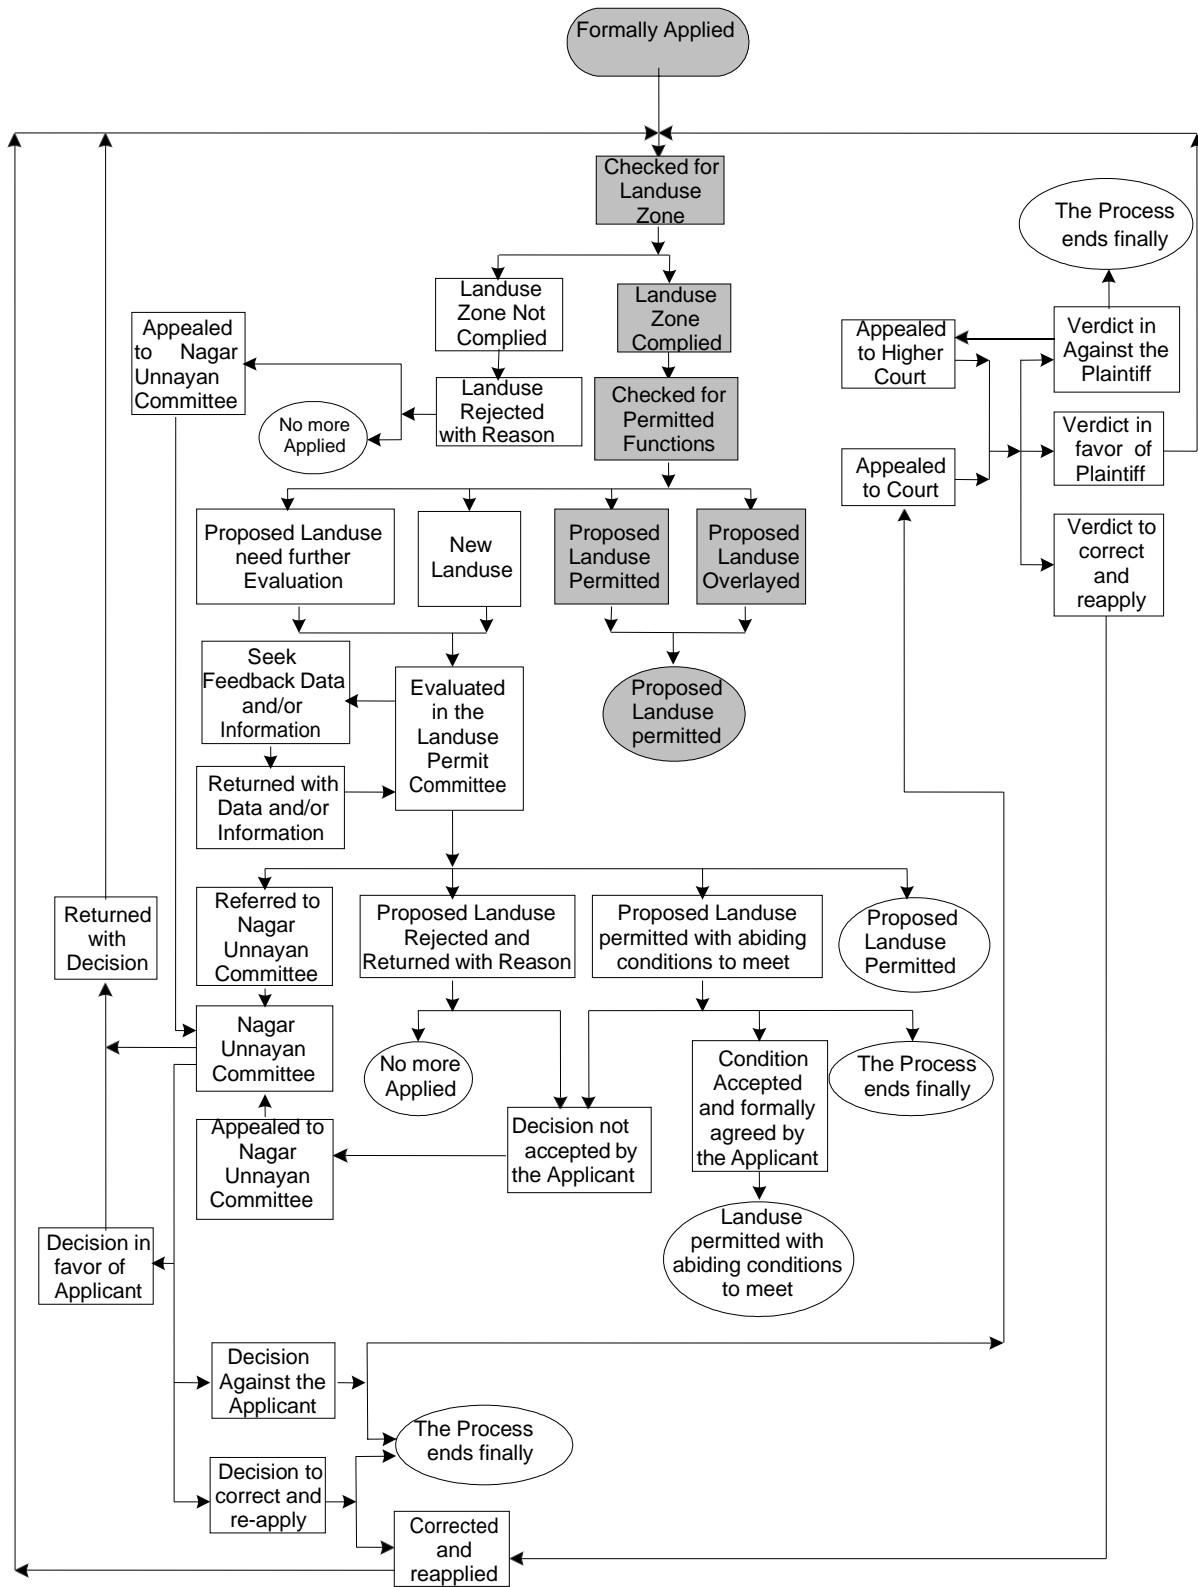 Formally Applied
Checked for
Landuse
Zone
The Process
ends finally
Landuse
Zone Not
Complied
Landuse
Zone
Complied
Appealed
to Nagar
Unnayan
Committee
Appealed
to Higher
Court
Verdict in
Against the
Plaintiff
Landuse
Rejected
with Reason
Checked for
Permitted
Functions
No more
Applied
Verdict in
favor of
Plaintiff
Appealed
to Court
Proposed Landuse
need further
Evaluation
New
Landuse
Proposed
Landuse
Permitted
Proposed
Landuse
Overlayed
Verdict to
correct
and
reapply
Seek
Feedback Data
and/or
Information
Evaluated
in the
Landuse
Permit
Committee
Proposed
Landuse
permitted
Returned with
Data and/or
Information
Returned
with
Decision
Referred to
Nagar
Unnayan
Committee
Proposed Landuse
Rejected and
Returned with Reason
Proposed Landuse
permitted with abiding
conditions to meet
Proposed
Landuse
Permitted
Nagar
Unnayan
Committee
No more
Applied
Condition
Accepted
and formally
agreed by
the Applicant
The Process
ends finally
Appealed to
Nagar
Unnayan
Committee
Decision not
accepted by
the Applicant
Landuse
permitted with
abiding conditions
to meet
Decision in
favor of
Applicant
Decision
Against the
Applicant
The Process
ends finally
Decision to
correct and
re-apply
Corrected
and
reapplied